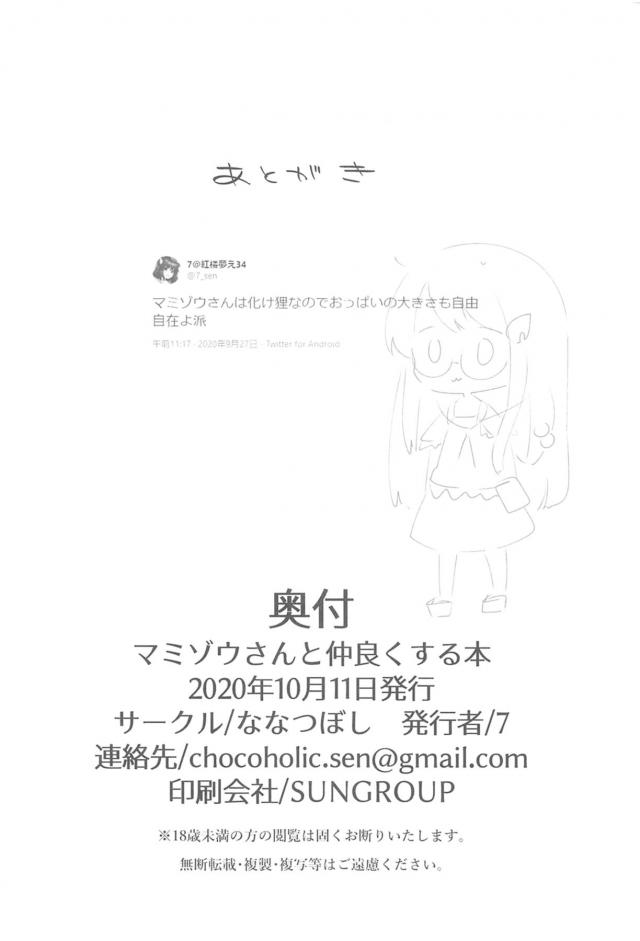 あとがき
7@紅楼夢え34
@7_sen
マミゾウさんは化け狸なのでおっぱいの大きさも自由
自在よ派
午前11:17 · 2020年9月27日 · Twitter for Android
奥付
マミゾウさんと仲良くする本
2020年10月11日発行
サークル/ななつぼし　発行者/7
連絡先/chocoholic.sen@gmail.com
印刷会社/SUNGROUP
※18歳未満の方の閲覧は固くお断りいたします。
無断転載・複製・複写等はご遠慮ください。